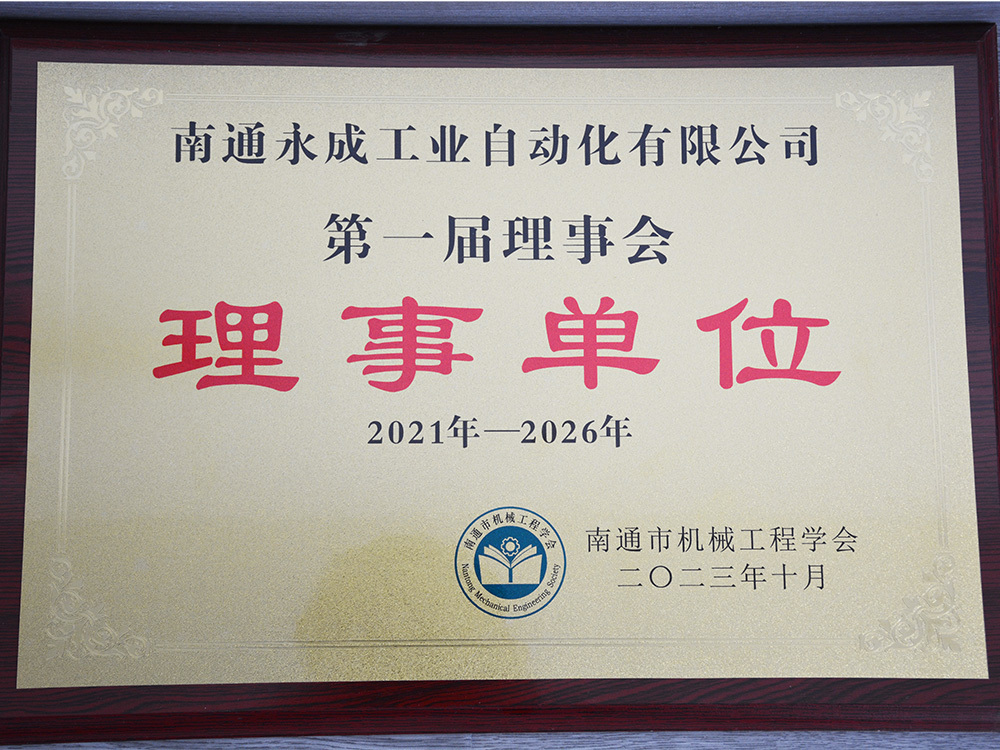 南通永成工业自动化有限公司
第一届理事会
理事单位
2021年—2026年
南通市机械工程学会
Nantong Mechanical Engineering Society
南通市机械工程学会
二〇二三年十月